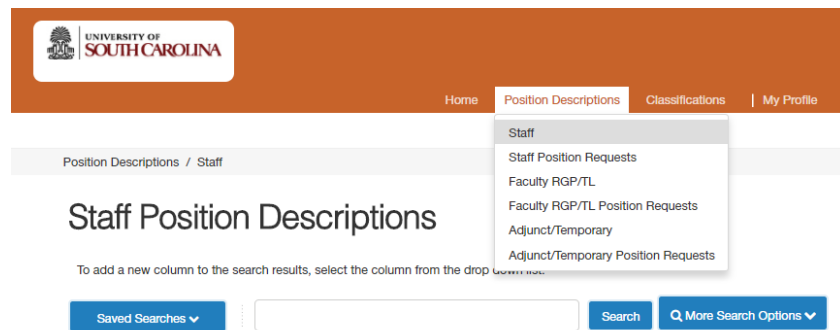 UNIVERSITY OF
SOUTH CAROLINA
Home Position Descriptions Classifications | My Profile
Staff
Staff Position Requests
Faculty RGP/TL
Faculty RGP/TL Position Requests
Adjunct/Temporary
Adjunct/Temporary Position Requests
Position Descriptions / Staff
Staff Position Descriptions
To add a new column to the search results, select the column from the drop down list.
Saved Searches Search More Search Options